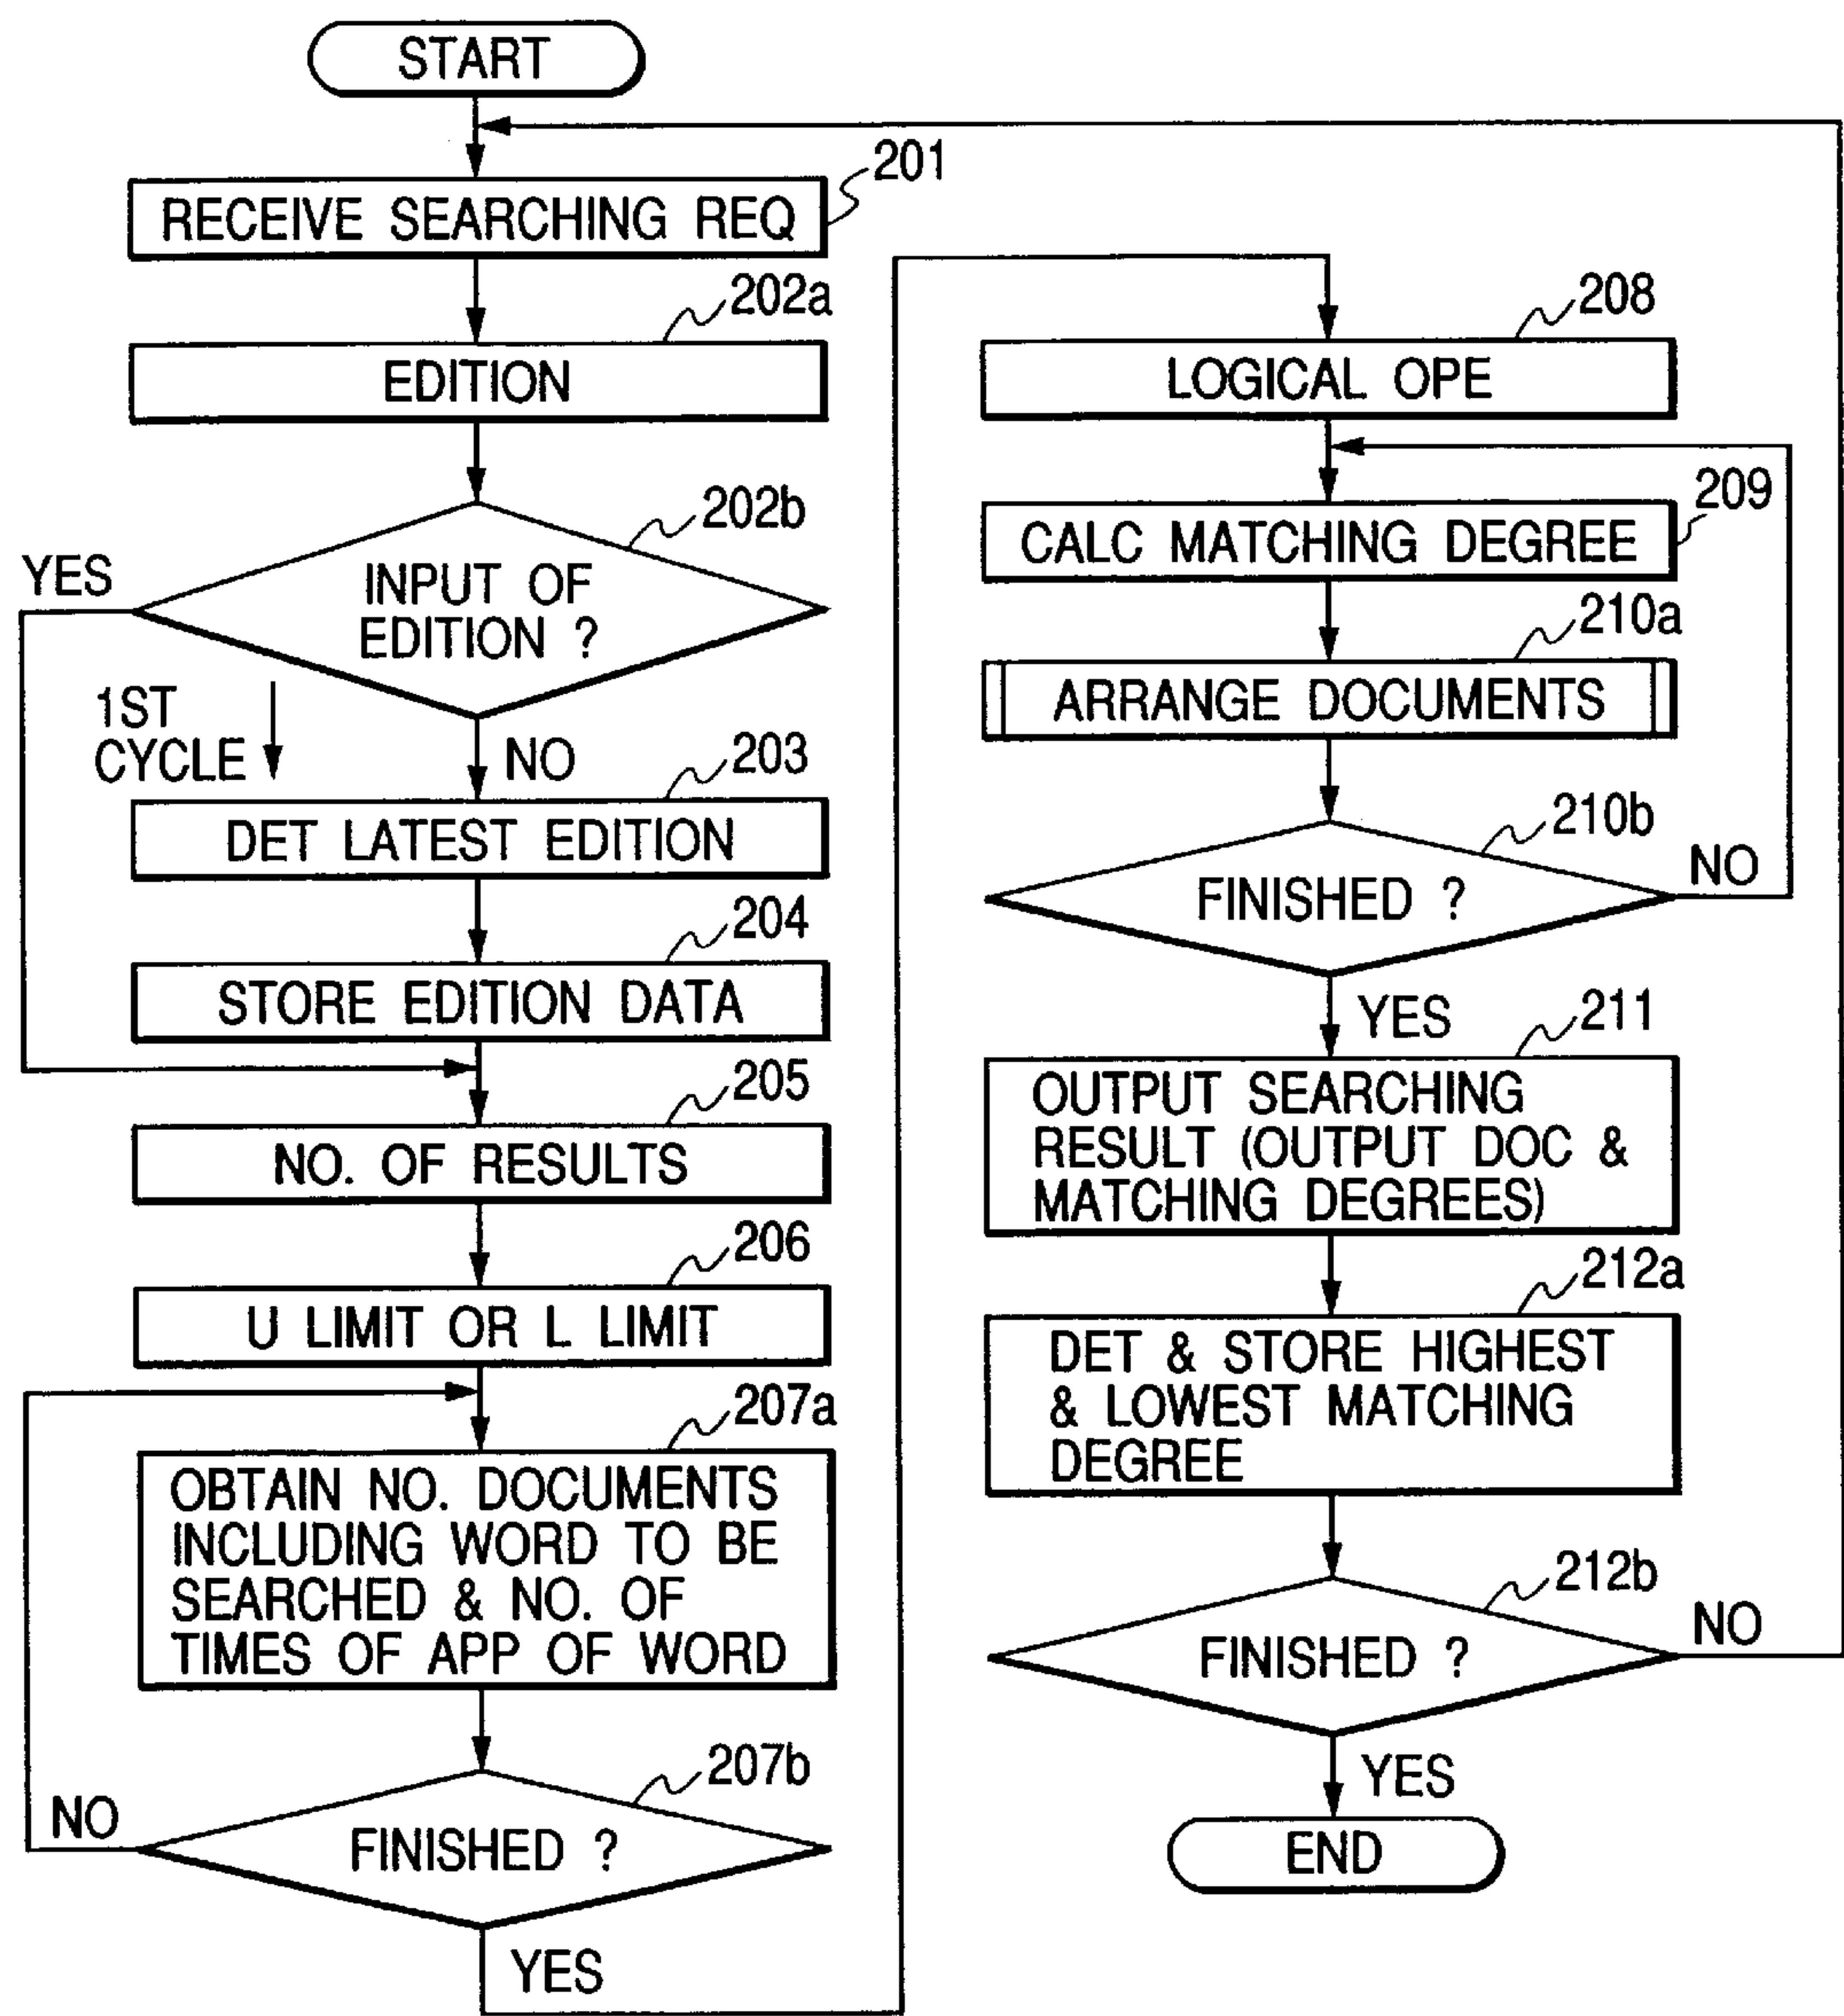 START
RECEIVE SEARCHING REQ
201
202a
EDITION
202b
YES
INPUT OF
EDITION ?
1ST
CYCLE
NO
203
DET LATEST EDITION
204
STORE EDITION DATA
205
NO. OF RESULTS
206
U LIMIT OR L LIMIT
207a
OBTAIN NO. DOCUMENTS
INCLUDING WORD TO BE
SEARCHED & NO. OF
TIMES OF APP OF WORD
207b
NO
FINISHED ?
YES
208
LOGICAL OPE
209
CALC MATCHING DEGREE
210a
ARRANGE DOCUMENTS
210b
FINISHED ?
NO
YES
211
OUTPUT SEARCHING
RESULT (OUTPUT DOC &
MATCHING DEGREES)
212a
DET & STORE HIGHEST
& LOWEST MATCHING
DEGREE
212b
FINISHED ?
NO
YES
END